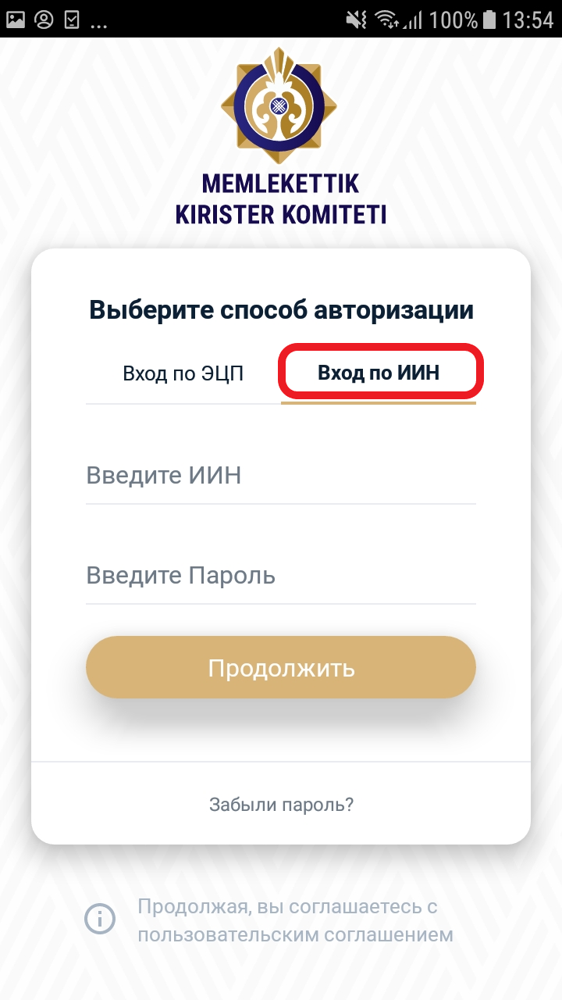 ... 100% 13:54
MEMLEKETTIK
KIRISTER KOMITETI
Выберите способ авторизации
Вход по ЭЦП Вход по ИИН
Введите ИИН
Введите Пароль
Продолжить
Забыли пароль?
Продолжая, вы соглашаетесь с
пользовательским соглашением